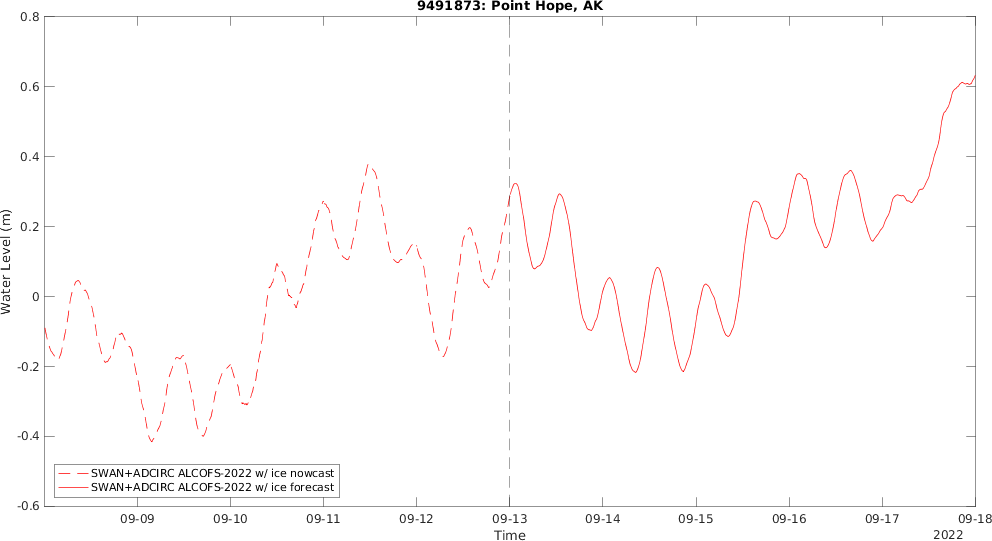 9491873: Point Hope, AK
0.8
0.6
0.4
0.2
0
-0.2
-0.4
-0.6
Water Level (m)
SWAN+ADCIRC ALCOFS-2022 w/ ice nowcast
SWAN+ADCIRC ALCOFS-2022 w/ ice forecast
09-09 09-10 09-11 09-12 09-13 09-14 09-15 09-16 09-17 09-18
Time
2022